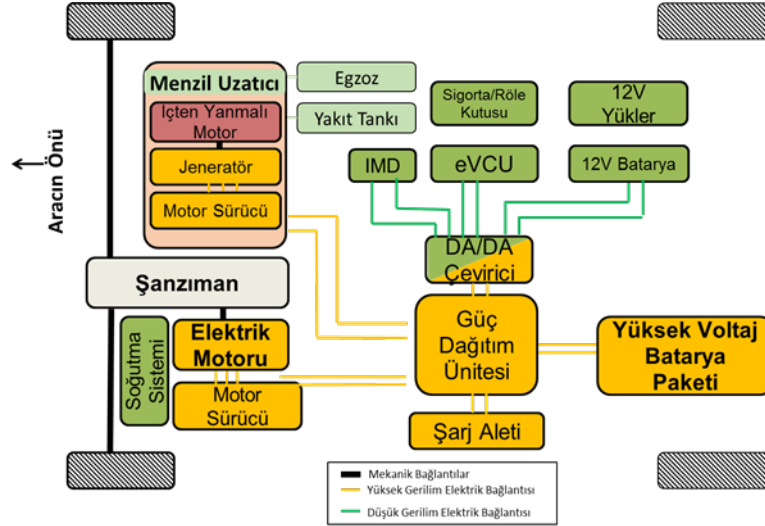 Menzil Uzatıcı
İçten Yanmalı
Motor
Jeneratör
Motor Sürücü
Egzoz
Yakıt Tankı
Sigorta/Röle
Kutusu
12V
Yükler
IMD
eVCU
12V Batarya
Aracın Önü
DA/DA
Çevirici
Şanzıman
Güç
Dağıtım
Ünitesi
Yüksek Voltaj
Batarya
Paketi
Soğutma
Sistemi
Elektrik
Motoru
Motor
Sürücü
Şarj Aleti
Mekanik Bağlantılar
Yüksek Gerilim Elektrik Bağlantısı
Düşük Gerilim Elektrik Bağlantısı